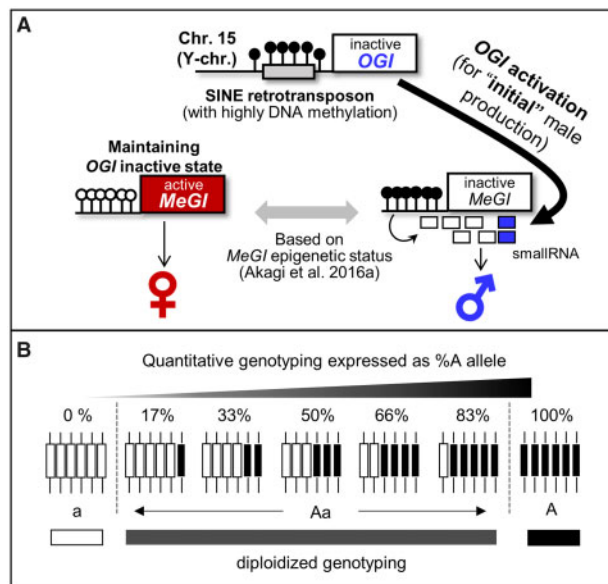 A
Chr. 15
(Y-chr.)
inactive
OGI
SINE retrotransposon
(with highly DNA methylation)
OGI activation
(for “initial” male
production)
Maintaining
OGI inactive state
active
MeGI
inactive
MeGI
Based on
MeGI epigenetic status
(Akagi et al. 2016a)
smallRNA
♀
♂
B
Quantitative genotyping expressed as %A allele
0 % 17% 33% 50% 66% 83% 100%
a Aa A
diploidized genotyping